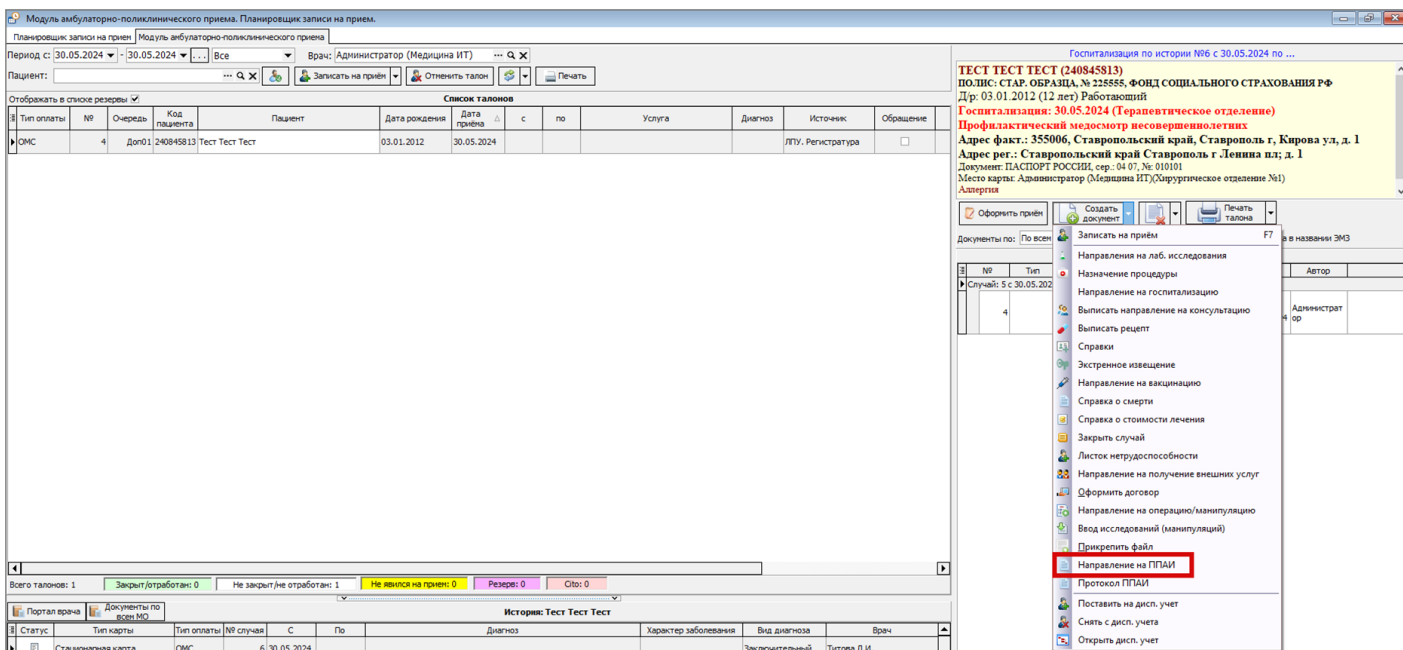 Модуль амбулаторно-поликлинического приема. Планировщик записи на прием.
Планировщик записи на прием Модуль амбулаторно-поликлинического приема
Период с: 30.05.2024 - 30.05.2024 ... Все Врач: Администратор (Медицина ИТ) ...
Пациент: ... Записать на приём Отменить талон Печать
Отображать в списке резервы Список талонов
Тип оплаты № Очередь Код пациента Пациент Дата рождения Дата приёма с по Услуга Диагноз Источник Обращение
ОМС 4 Доп01 240845813 Тест Тест Тест 03.01.2012 30.05.2024 ЛПУ. Регистратура
Всего талонов: 1 Закрыт/отработан: 0 Не закрыт/не отработан: 1 Не явился на прием: 0 Резерв: 0 Cito: 0
Портал врача Документы по всем МО История: Тест Тест Тест
Статус Тип карты Тип оплаты № случая С По Диагноз Характер заболевания Вид диагноза Врач
Стационарная карта ОМС 6 30.05.2024 Заключительный Титова Л.И.
Госпитализация по истории №6 с 30.05.2024 по ...
ТЕСТ ТЕСТ ТЕСТ (240845813)
ПОЛИС: СТАР. ОБРАЗЦА, № 225555, ФОНД СОЦИАЛЬНОГО СТРАХОВАНИЯ РФ
Д/р: 03.01.2012 (12 лет) Работающий
Госпитализация: 30.05.2024 (Терапевтическое отделение)
Профилактический медосмотр несовершеннолетних
Адрес факт.: 355006, Ставропольский край, Ставрополь г, Кирова ул, д. 1
Адрес рег.: Ставропольский край Ставрополь г Ленина пл; д. 1
Документ: ПАСПОРТ РОССИИ, сер.: 04 07, №: 010101
Место карты: Администратор (Медицина ИТ)(Хирургическое отделение №1)
Аллергия
Оформить приём Создать документ Печать талона
Документы по: По всем а в названии ЭМЗ
№ Тип Автор
Случай: 5 с 30.05.202
4 4 Администрат
ор
Записать на приём F7
Направления на лаб. исследования
Назначение процедуры
Направление на госпитализацию
Выписать направление на консультацию
Выписать рецепт
Справки
Экстренное извещение
Направление на вакцинацию
Справка о смерти
Справка о стоимости лечения
Закрыть случай
Листок нетрудоспособности
Направление на получение внешних услуг
Оформить договор
Направление на операцию/манипуляцию
Ввод исследований (манипуляций)
Прикрепить файл
Направление на ППАИ
Протокол ППАИ
Поставить на дисп. учет
Снять с дисп. учета
Открыть дисп. учет